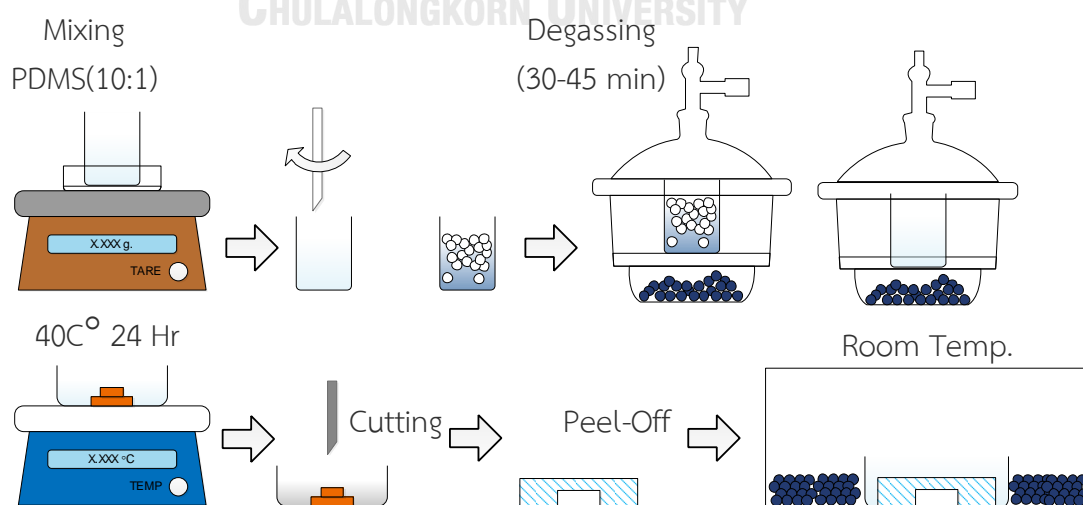 CHULALONGKORN UNIVERSITY
Mixing
PDMS(10:1)
Degassing
(30-45 min)
X.XXX g.
TARE
40C° 24 Hr
Room Temp.
Cutting
Peel-Off
X.XXX °C
TEMP